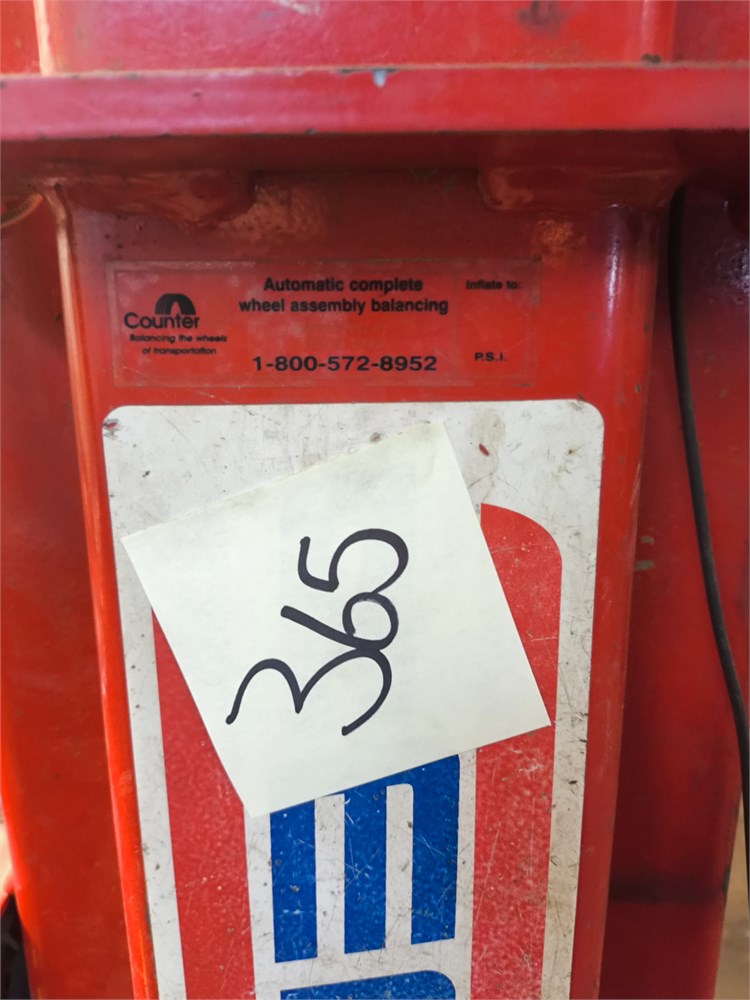 Automatic complete
wheel assembly balancing
Inflate to:
Counter
Balancing the wheels
of transportation
1-800-572-8952
P.S.I.
365